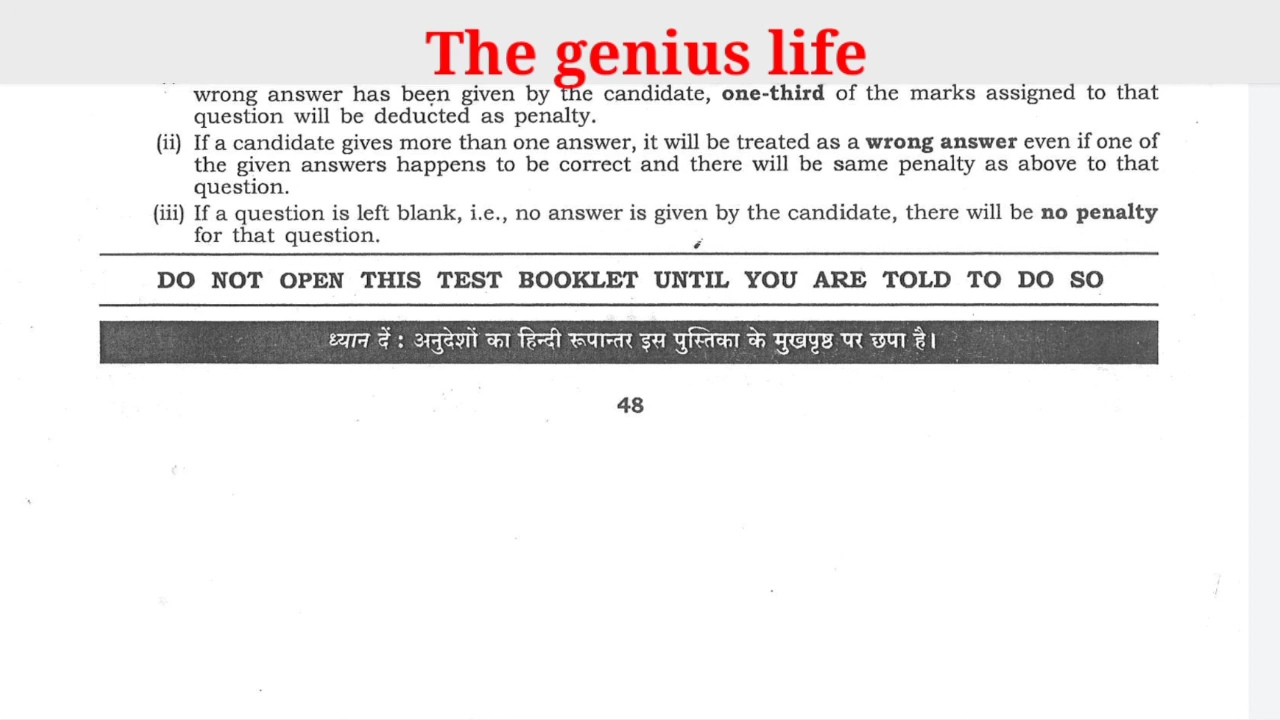 The genius life
wrong answer has been given by the candidate, one-third of the marks assigned to that
question will be deducted as penalty.
(ii) If a candidate gives more than one answer, it will be treated as a wrong answer even if one of
the given answers happens to be correct and there will be same penalty as above to that
question.
(iii) If a question is left blank, i.e., no answer is given by the candidate, there will be no penalty
for that question.
DO NOT OPEN THIS TEST BOOKLET UNTIL YOU ARE TOLD TO DO SO
ध्यान दें : अनुदेशों का हिन्दी रूपान्तर इस पुस्तिका के मुखपृष्ठ पर छपा है।
48